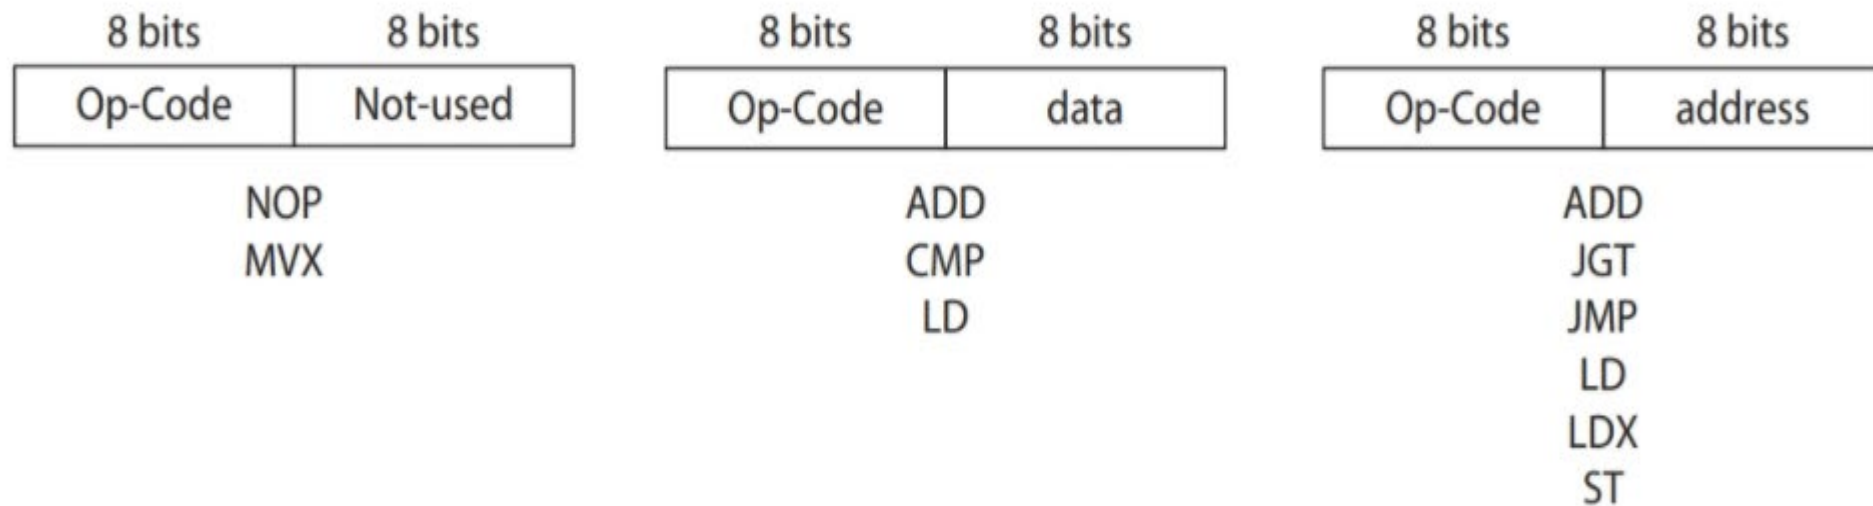 8 bits 8 bits
Op-Code Not-used
NOP
MVX
8 bits 8 bits
Op-Code data
ADD
CMP
LD
8 bits 8 bits
Op-Code address
ADD
JGT
JMP
LD
LDX
ST